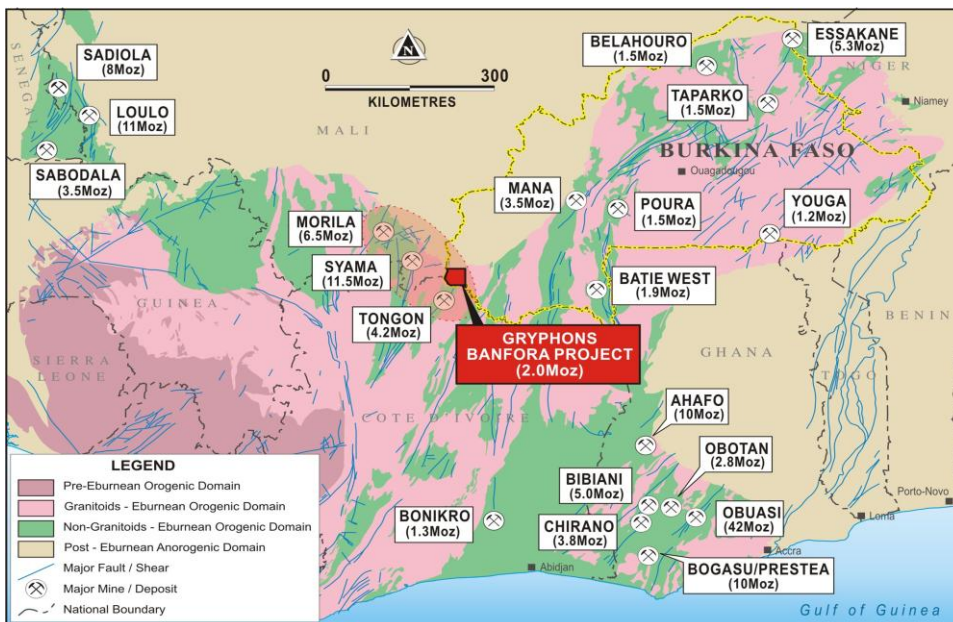 SENEGAL
SADIOLA
(8Moz)
LOULO
(11Moz)
SABODALA
(3.5Moz)
N
0 300
KILOMETRES
MALI
BELAHOURO
(1.5Moz)
ESSAKANE
(5.3Moz)
NIGER
TAPARKO
(1.5Moz)
Niamey
BURKINA FASO
Ouagadougou
MANA
(3.5Moz)
POURA
(1.5Moz)
YOUGA
(1.2Moz)
MORILA
(6.5Moz)
SYAMA
(11.5Moz)
TONGON
(4.2Moz)
BATIE WEST
(1.9Moz)
GRYPHONS
BANFORA PROJECT
(2.0Moz)
GUINEA
SIERRA
LEONE
COTE D'IVOIRE
GHANA
TOGO
BENIN
AHAFO
(10Moz)
OBOTAN
(2.8Moz)
BIBIANI
(5.0Moz)
CHIRANO
(3.8Moz)
OBUASI
(42Moz)
BONIKRO
(1.3Moz)
BOGASU/PRESTEA
(10Moz)
Abidjan
Accra
Loma
Porto-Novo
Gulf of Guinea
LEGEND
Pre-Eburnean Orogenic Domain
Granitoids - Eburnean Orogenic Domain
Non-Granitoids - Eburnean Orogenic Domain
Post - Eburnean Anorogenic Domain
Major Fault / Shear
Major Mine / Deposit
National Boundary